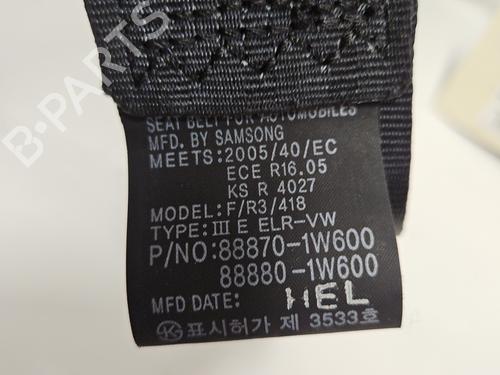 SEAT BELT FOR AUTOMOBILES
MFD. BY SAMSONG
MEETS: 2005/40/EC
ECE R16.05
KS R 4027
MODEL: F/R3/418
TYPE: III E ELR-VW
P/NO: 88870-1W600
88880-1W600
MFD DATE: HEL
K 표시허가 제 3533호
B-PARTS